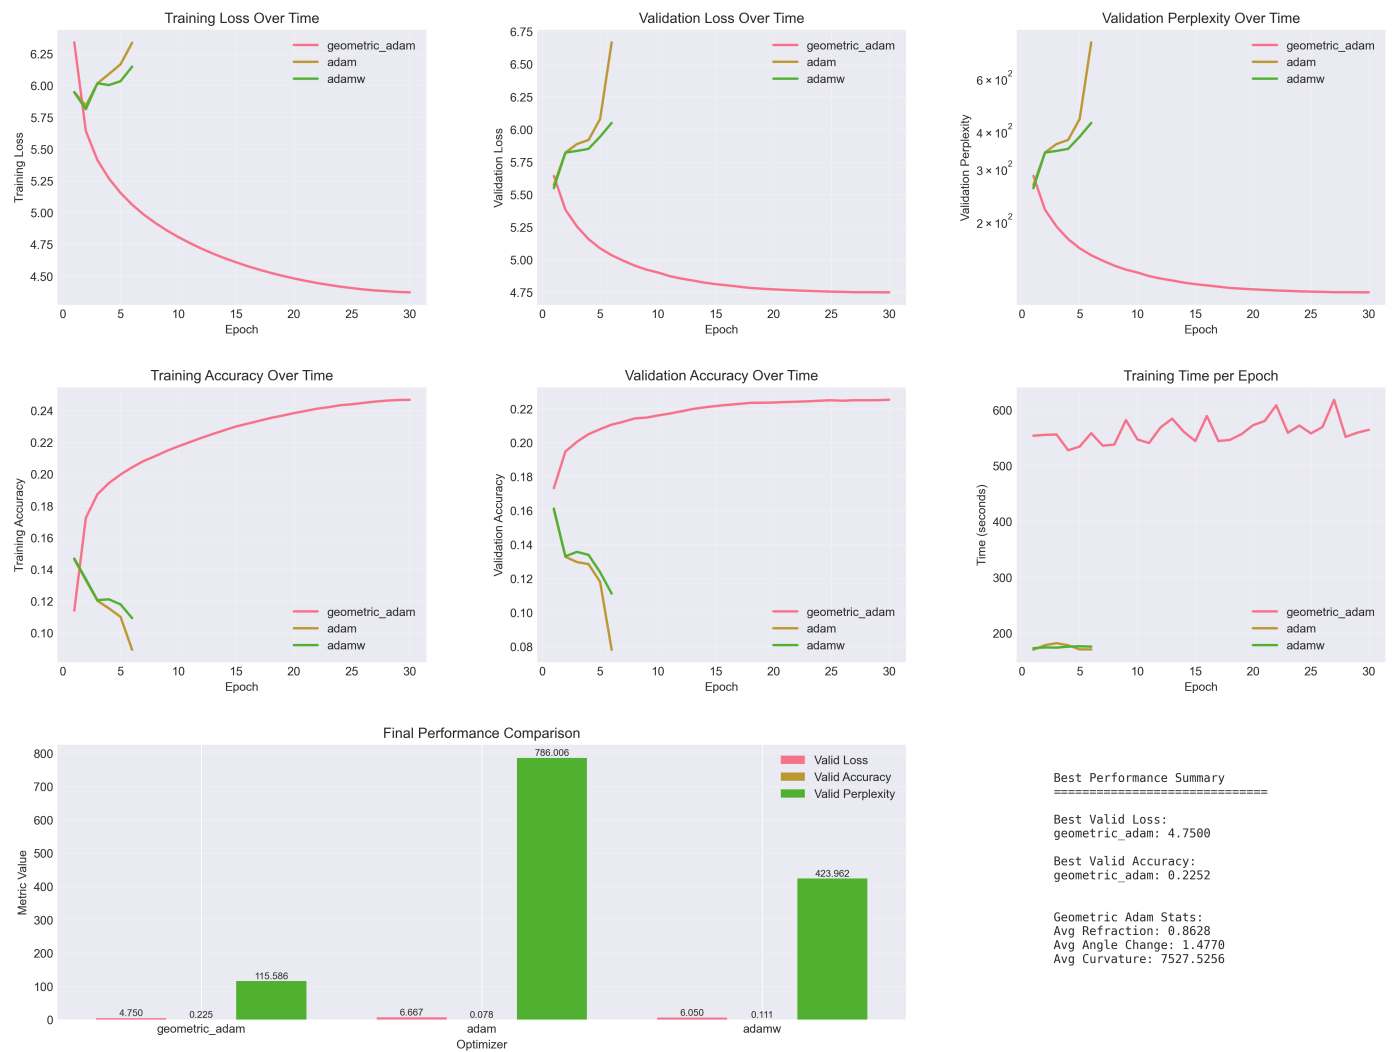 Training Loss Over Time
Training Loss
6.25
6.00
5.75
5.50
5.25
5.00
4.75
4.50
0 5 10 15 20 25 30
Epoch
geometric_adam
adam
adamw
Validation Loss Over Time
Validation Loss
6.75
6.50
6.25
6.00
5.75
5.50
5.25
5.00
4.75
0 5 10 15 20 25 30
Epoch
geometric_adam
adam
adamw
Validation Perplexity Over Time
Validation Perplexity
6 × 10²
4 × 10²
3 × 10²
2 × 10²
0 5 10 15 20 25 30
Epoch
geometric_adam
adam
adamw
Training Accuracy Over Time
Training Accuracy
0.24
0.22
0.20
0.18
0.16
0.14
0.12
0.10
0 5 10 15 20 25 30
Epoch
geometric_adam
adam
adamw
Validation Accuracy Over Time
Validation Accuracy
0.22
0.20
0.18
0.16
0.14
0.12
0.10
0.08
0 5 10 15 20 25 30
Epoch
geometric_adam
adam
adamw
Training Time per Epoch
Time (seconds)
600
500
400
300
200
0 5 10 15 20 25 30
Epoch
geometric_adam
adam
adamw
Final Performance Comparison
Metric Value
800
700
600
500
400
300
200
100
0
4.750 0.225 115.586
6.667 0.078 786.006
6.050 0.111 423.962
geometric_adam adam adamw
Optimizer
Valid Loss
Valid Accuracy
Valid Perplexity
Best Performance Summary
==============================
Best Valid Loss:
geometric_adam: 4.7500
Best Valid Accuracy:
geometric_adam: 0.2252
Geometric Adam Stats:
Avg Refraction: 0.8628
Avg Angle Change: 1.4770
Avg Curvature: 7527.5256